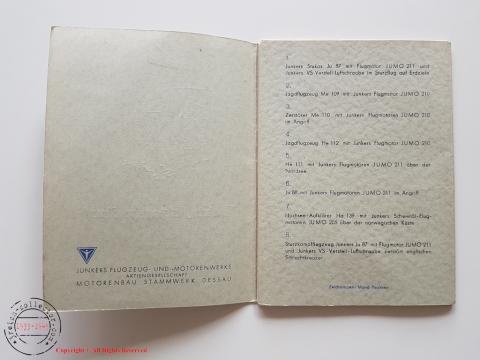 JUNKERS FLUGZEUG- UND -MOTORENWERKE
AKTIENGESELLSCHAFT
MOTORENBAU STAMMWERK DESSAU
1.
Junkers Stukas Ju 87 mit Flugmotor JUMO 211 und
Junkers VS-Verstell-Luftschraube im Sturzflug auf Erdziele
2.
Jagdflugzeug Me 109 mit Junkers Flugmotor JUMO 210
3.
Zerstörer Me 110 mit Junkers Flugmotoren JUMO 210
im Angriff
4.
Jagdflugzeug He 112 mit Junkers Flugmotor JUMO 210
5.
He 111 mit Junkers Flugmotoren JUMO 211 über der
Nordsee
6.
Ju 88 mit Junkers Flugmotoren JUMO 211 im Angriff
7.
Hochsee-Aufklärer Ha 139 mit Junkers Schweröl-Flug-
motoren JUMO 205 über der norwegischen Küste
8.
Sturzkampfflugzeug Junkers Ju 87 mit Flugmotor JUMO 211
und Junkers VS-Verstell-Luftschraube zerstört englischen
Schlachtkreuzer
Zeichnungen:
1933-1945
Copyright © All Rights Reserved